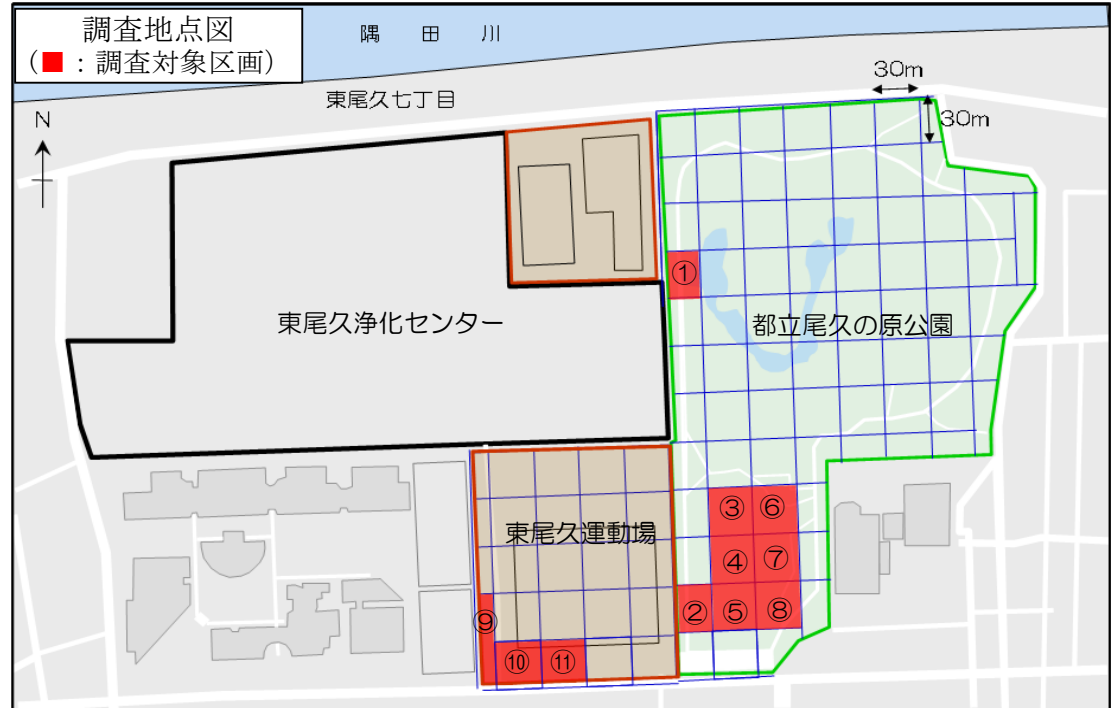 調査地点図
(■：調査対象区画)
隅 田 川
東尾久七丁目
30m
30m
N
①
東尾久浄化センター
都立尾久の原公園
③ ⑥
東尾久運動場
④ ⑦
② ⑤ ⑧
⑨
⑩ ⑪